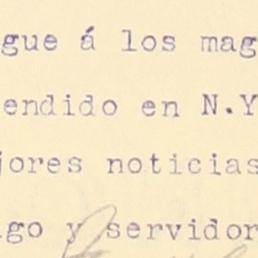 gue á los mag
endido en N.Y
jores noticias
go y servidor